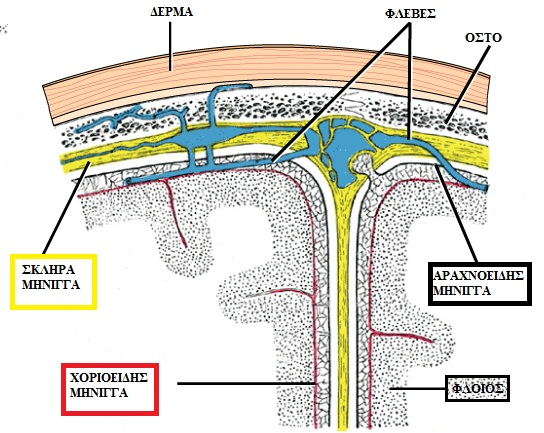 ΔΕΡΜΑ
ΦΛΕΒΕΣ
ΟΣΤΟ
ΣΚΛΗΡΑ
ΜΗΝΙΓΓΑ
ΑΡΑΧΝΟΕΙΔΗΣ
ΜΗΝΙΓΓΑ
ΧΟΡΙΟΕΙΔΗΣ
ΜΗΝΙΓΓΑ
ΦΛΟΙΟΣ